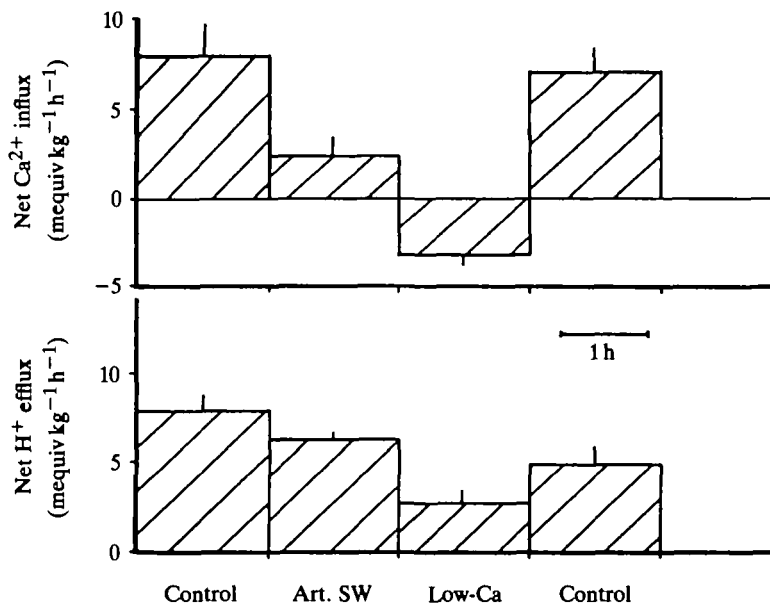 10
5
0
−5
Net Ca²⁺ influx
(mequiv kg⁻¹ h⁻¹)
10
5
0
Net H⁺ efflux
(mequiv kg⁻¹ h⁻¹)
1 h
Control Art. SW Low-Ca Control